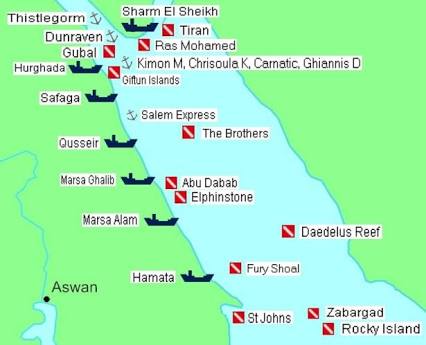 Sharm El Sheikh
Thistlegorm
Tiran
Dunraven
Ras Mohamed
Gubal
Kimon M, Chrisoula K, Carnatic, Ghiannis D
Hurghada
Giftun Islands
Safaga
Salem Express
The Brothers
Qusseir
Marsa Ghalib
Abu Dabab
Elphinstone
Marsa Alam
Daedelus Reef
Fury Shoal
Hamata
Aswan
Zabargad
St Johns
Rocky Island